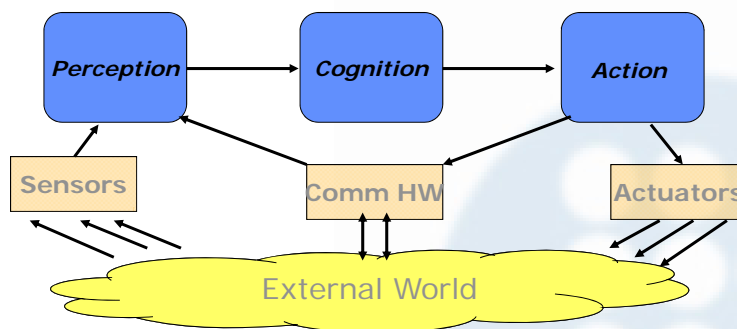 Perception
Cognition
Action
Sensors
Comm HW
Actuators
External World